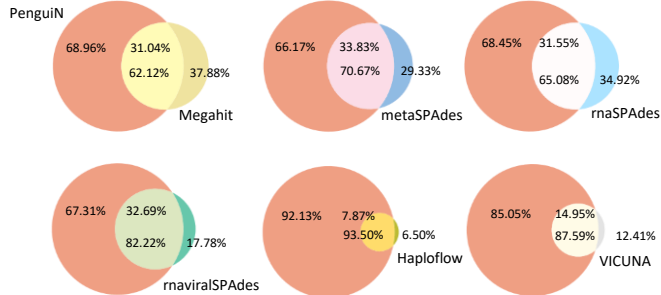 PenguiN
68.96% 31.04%
62.12% 37.88%
Megahit
66.17% 33.83%
70.67% 29.33%
metaSPAdes
68.45% 31.55%
65.08% 34.92%
rnaSPAdes
67.31% 32.69%
82.22% 17.78%
rnaviralSPAdes
92.13% 7.87%
93.50% 6.50%
Haploflow
85.05% 14.95%
87.59% 12.41%
VICUNA